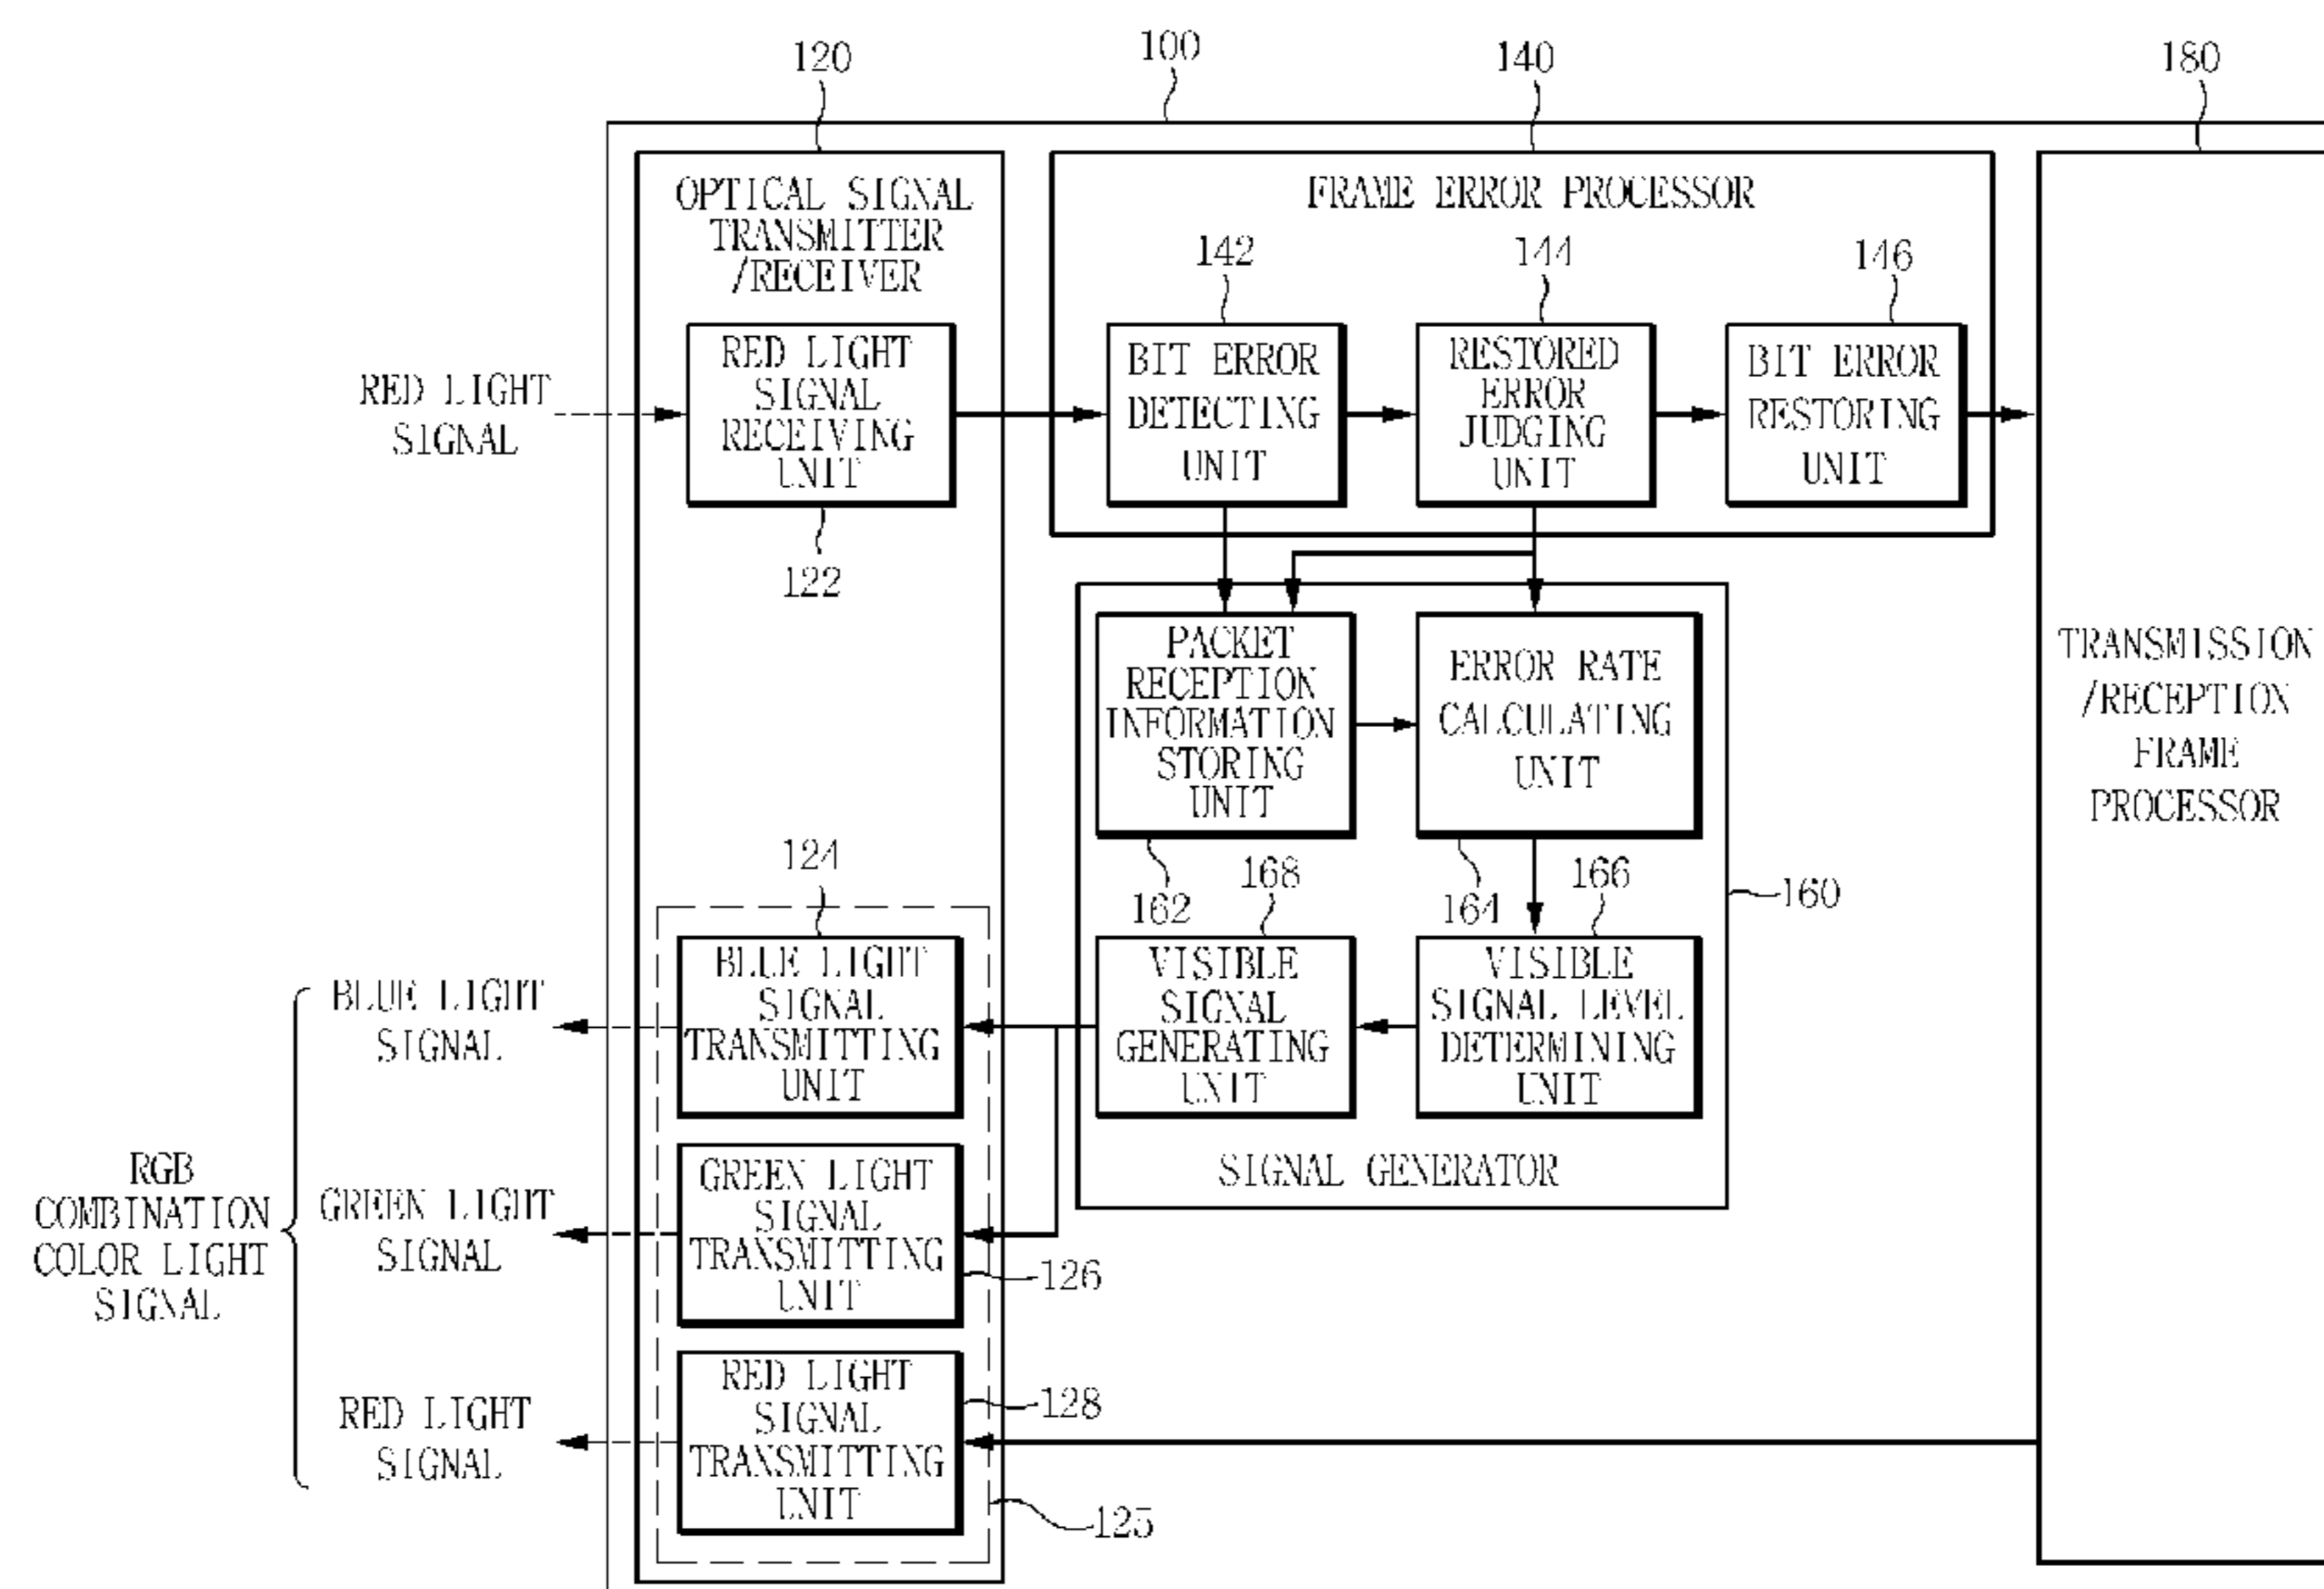 120
100
140
180
OPTICAL SIGNAL
TRANSMITTER
/RECEIVER
FRAME ERROR PROCESSOR
142
144
146
RED LIGHT
SIGNAL
RED LIGHT
SIGNAL
RECEIVING
UNIT
BIT ERROR
DETECTING
UNIT
RESTORED
ERROR
JUDGING
UNIT
BIT ERROR
RESTORING
UNIT
122
PACKET
RECEPTION
INFORMATION
STORING
UNIT
ERROR RATE
CALCULATING
UNIT
TRANSMISSION
/RECEPTION
FRAME
PROCESSOR
124
162
168
164
166
160
BLUE LIGHT
SIGNAL
BLUE LIGHT
SIGNAL
TRANSMITTING
UNIT
VISIBLE
SIGNAL
GENERATING
UNIT
VISIBLE
SIGNAL LEVEL
DETERMINING
UNIT
SIGNAL GENERATOR
RGB
COMBINATION
COLOR LIGHT
SIGNAL
GREEN LIGHT
SIGNAL
GREEN LIGHT
SIGNAL
TRANSMITTING
UNIT
126
RED LIGHT
SIGNAL
RED LIGHT
SIGNAL
TRANSMITTING
UNIT
128
125